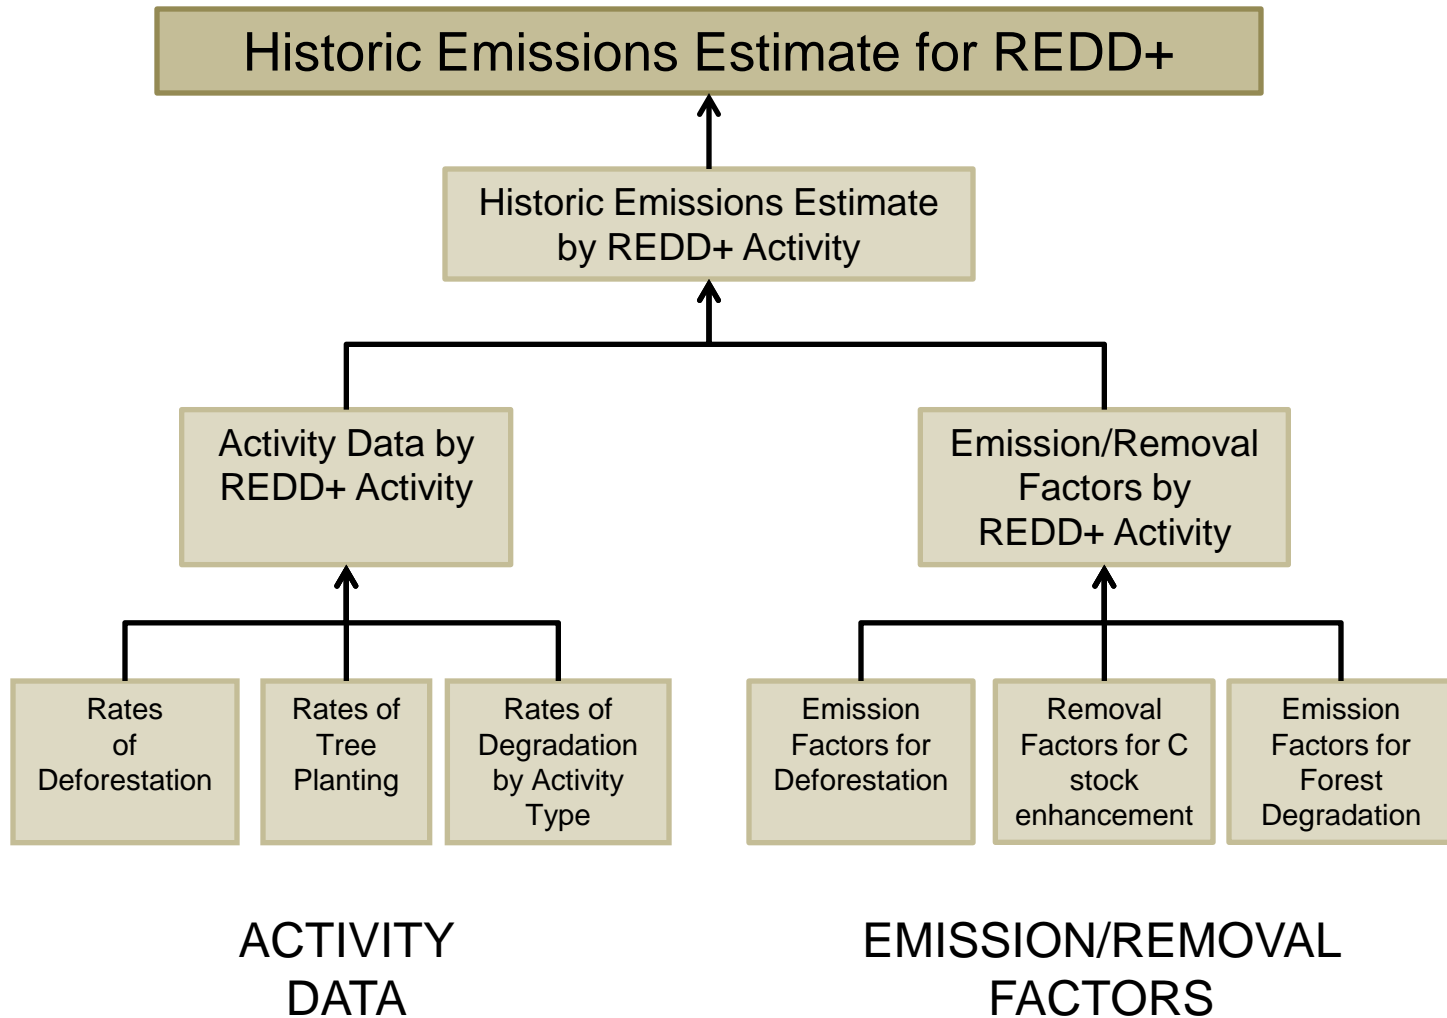 Historic Emissions Estimate for REDD+
Historic Emissions Estimate
by REDD+ Activity
Activity Data by
REDD+ Activity
Emission/Removal
Factors by
REDD+ Activity
Rates
of
Deforestation
Rates of
Tree
Planting
Rates of
Degradation
by Activity
Type
Emission
Factors for
Deforestation
Removal
Factors for C
stock
enhancement
Emission
Factors for
Forest
Degradation
ACTIVITY
DATA
EMISSION/REMOVAL
FACTORS